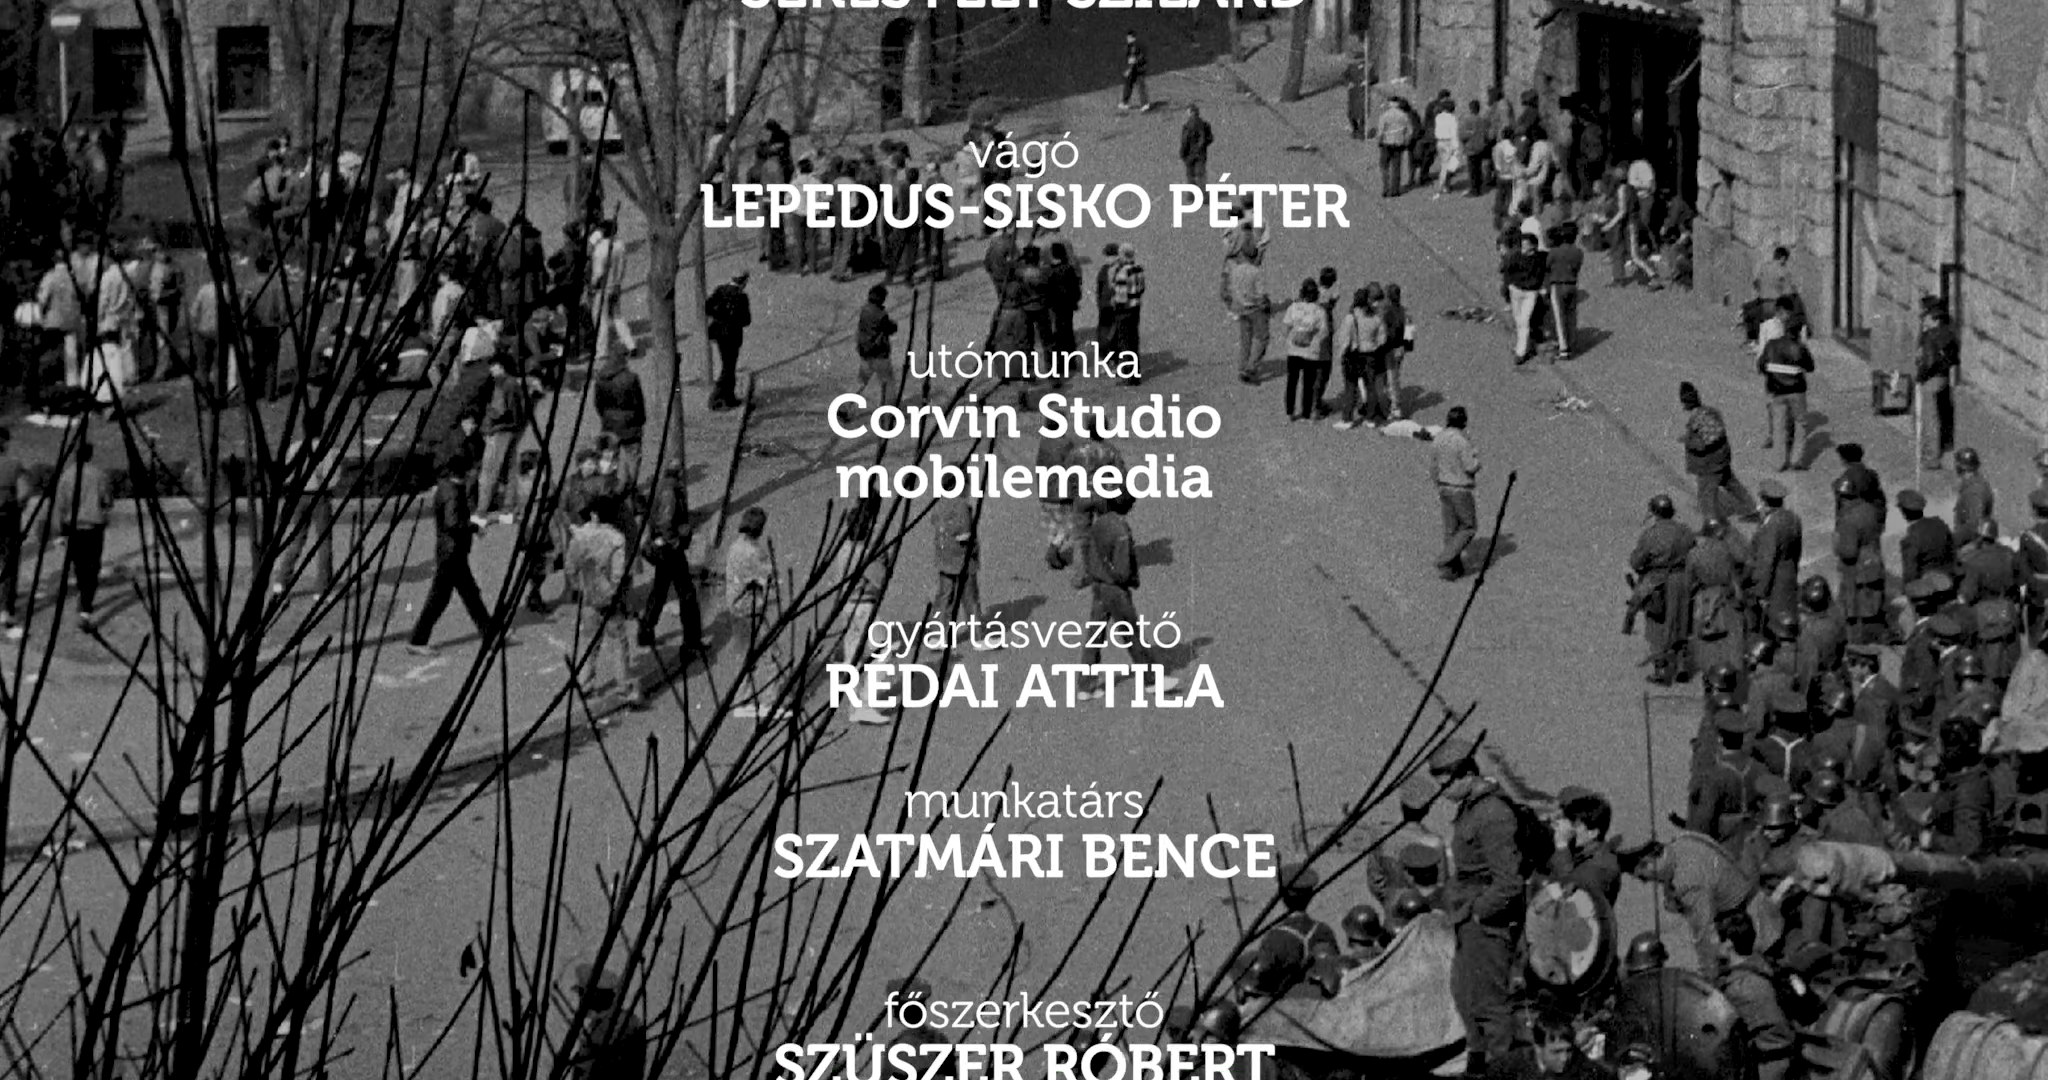 vágó
LEPEDUS-SISKO PÉTER
utómunka
Corvin Studio
mobilemedia
gyártásvezető
RÉDAI ATTILA
munkatárs
SZATMÁRI BENCE
főszerkesztő
SZÜSZER RÓBERT